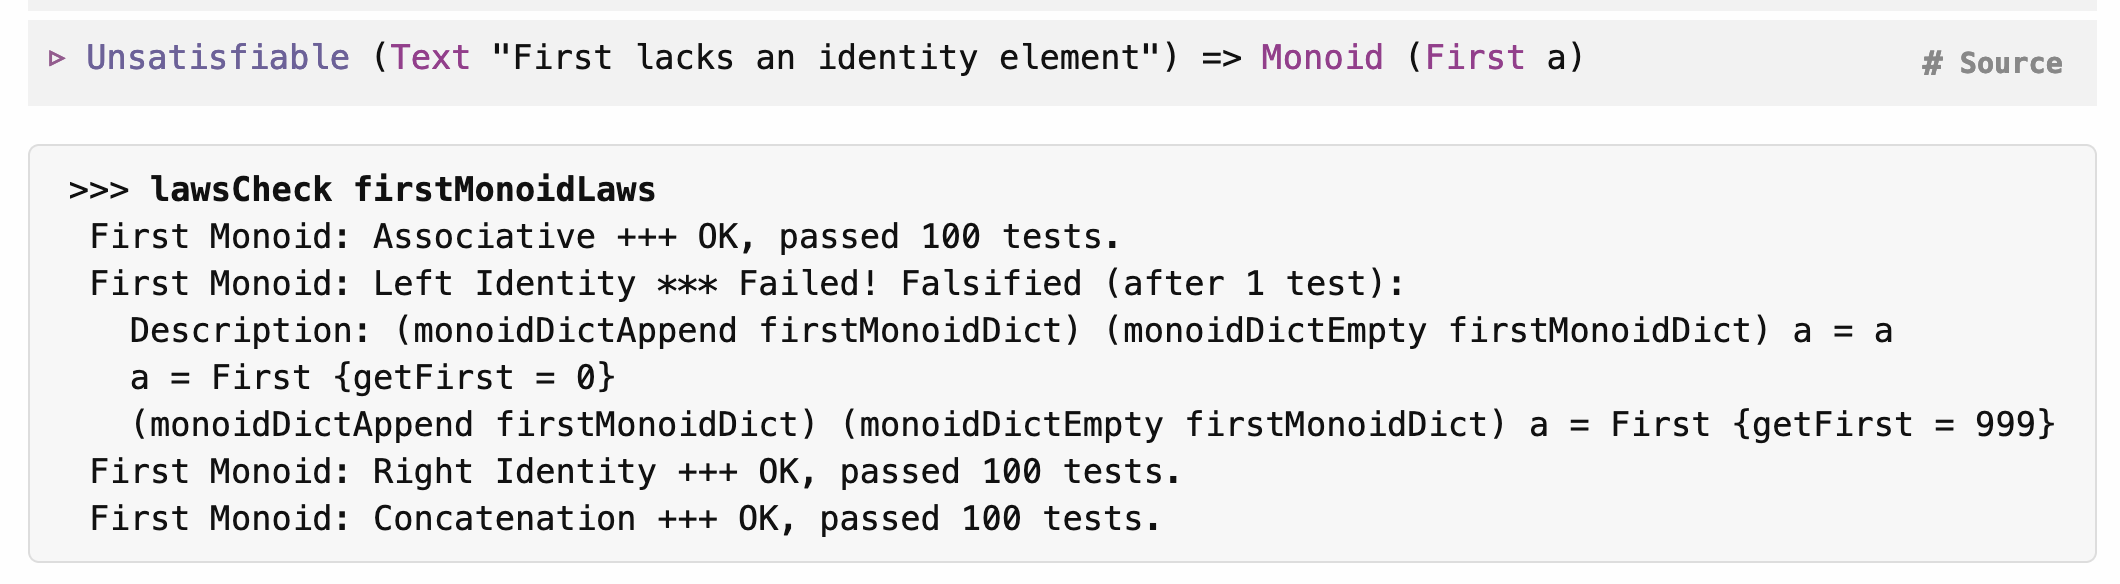 ▹ Unsatisfiable (Text "First lacks an identity element") => Monoid (First a) # Source
>>> lawsCheck firstMonoidLaws
First Monoid: Associative +++ OK, passed 100 tests.
First Monoid: Left Identity *** Failed! Falsified (after 1 test):
Description: (monoidDictAppend firstMonoidDict) (monoidDictEmpty firstMonoidDict) a = a
a = First {getFirst = 0}
(monoidDictAppend firstMonoidDict) (monoidDictEmpty firstMonoidDict) a = First {getFirst = 999}
First Monoid: Right Identity +++ OK, passed 100 tests.
First Monoid: Concatenation +++ OK, passed 100 tests.